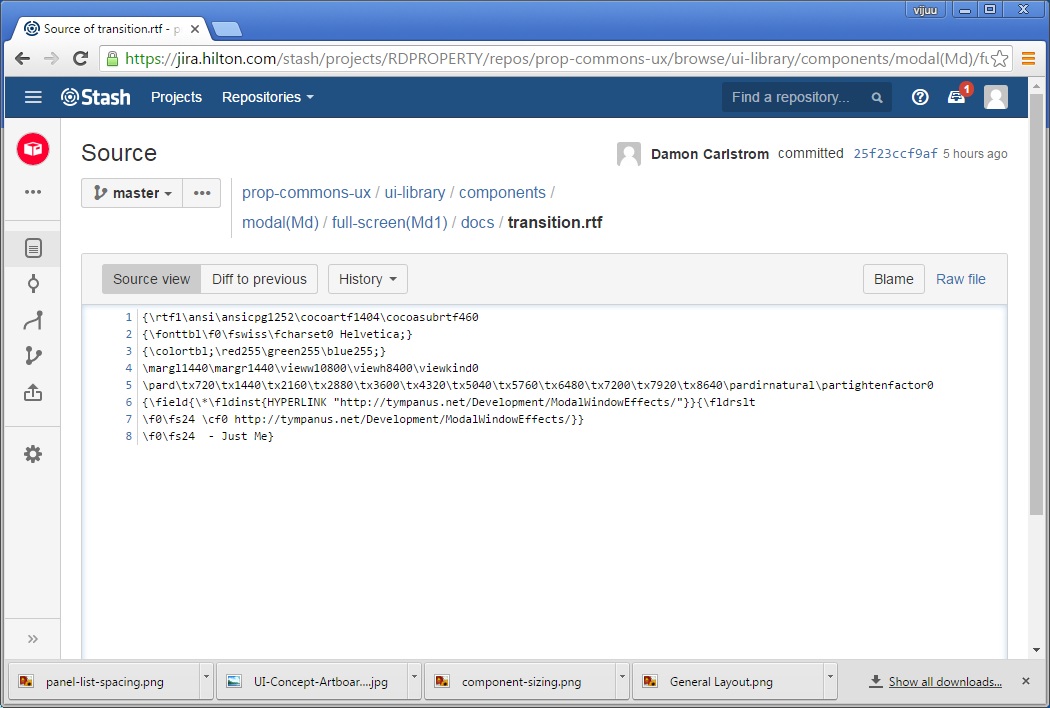 vijuu
Source of transition.rtf - p
https://jira.hilton.com/stash/projects/RDPROPERTY/repos/prop-commons-ux/browse/ui-library/components/modal(Md)/fu
Stash Projects Repositories Find a repository... 1
Source
Damon Carlstrom committed 25f23ccf9af 5 hours ago
master
prop-commons-ux / ui-library / components /
modal(Md) / full-screen(Md1) / docs / transition.rtf
Source view Diff to previous History Blame Raw file
1 {\rtf1\ansi\ansicpg1252\cocoartf1404\cocoasubrtf460
2 {\fonttbl\f0\fswiss\fcharset0 Helvetica;}
3 {\colortbl;\red255\green255\blue255;}
4 \margl1440\margr1440\vieww10800\viewh8400\viewkind0
5 \pard\tx720\tx1440\tx2160\tx2880\tx3600\tx4320\tx5040\tx5760\tx6480\tx7200\tx7920\tx8640\pardirnatural\partightenfactor0
6 {\field{\*\fldinst{HYPERLINK "http://tympanus.net/Development/ModalWindowEffects/"}}{\fldrslt
7 \f0\fs24 \cf0 http://tympanus.net/Development/ModalWindowEffects/}}
8 \f0\fs24  - Just Me}
panel-list-spacing.png UI-Concept-Artboar....jpg component-sizing.png General Layout.png Show all downloads...